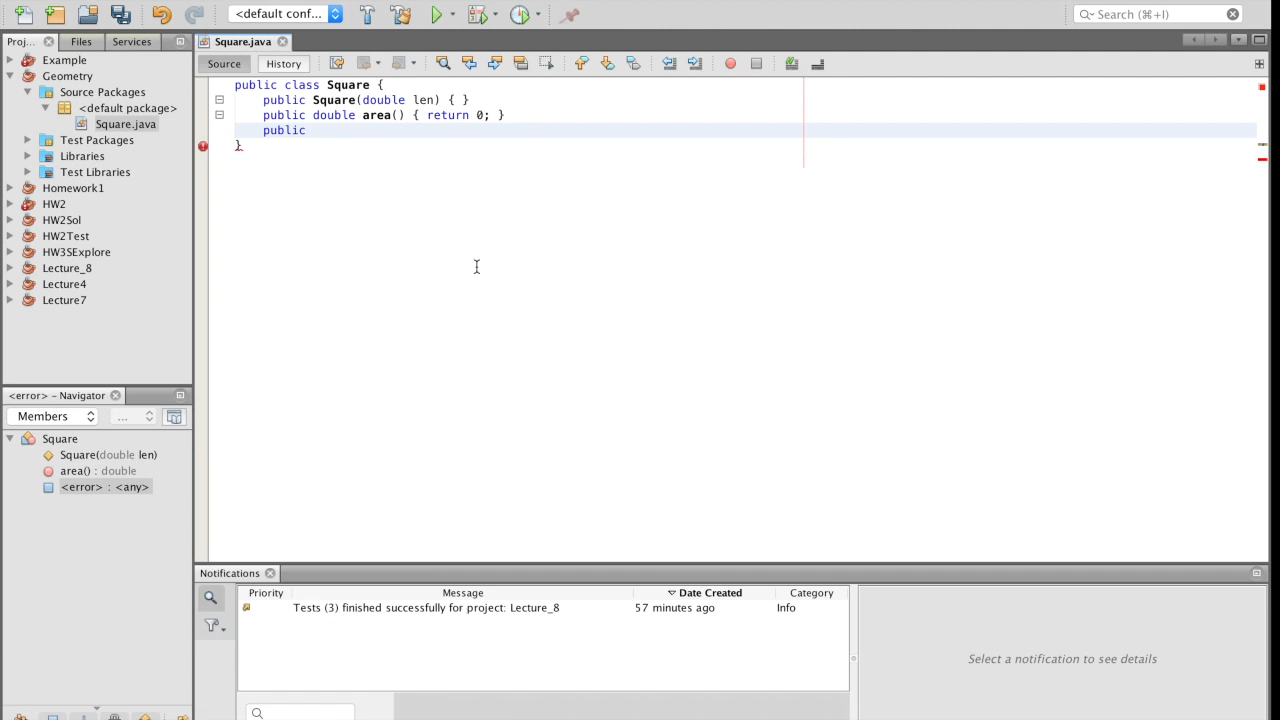 <default conf...
Search (⌘+I)
Proj...
Files
Services
Square.java
Example
Geometry
Source Packages
<default package>
Square.java
Test Packages
Libraries
Test Libraries
Homework1
HW2
HW2Sol
HW2Test
HW3SExplore
Lecture_8
Lecture4
Lecture7
Source
History
public class Square {
public Square(double len) { }
public double area() { return 0; }
public
}
<error> - Navigator
Members
...
Square
Square(double len)
area() : double
<error> : <any>
Notifications
Priority
Message
Date Created
Category
Tests (3) finished successfully for project: Lecture_8
57 minutes ago
Info
Select a notification to see details